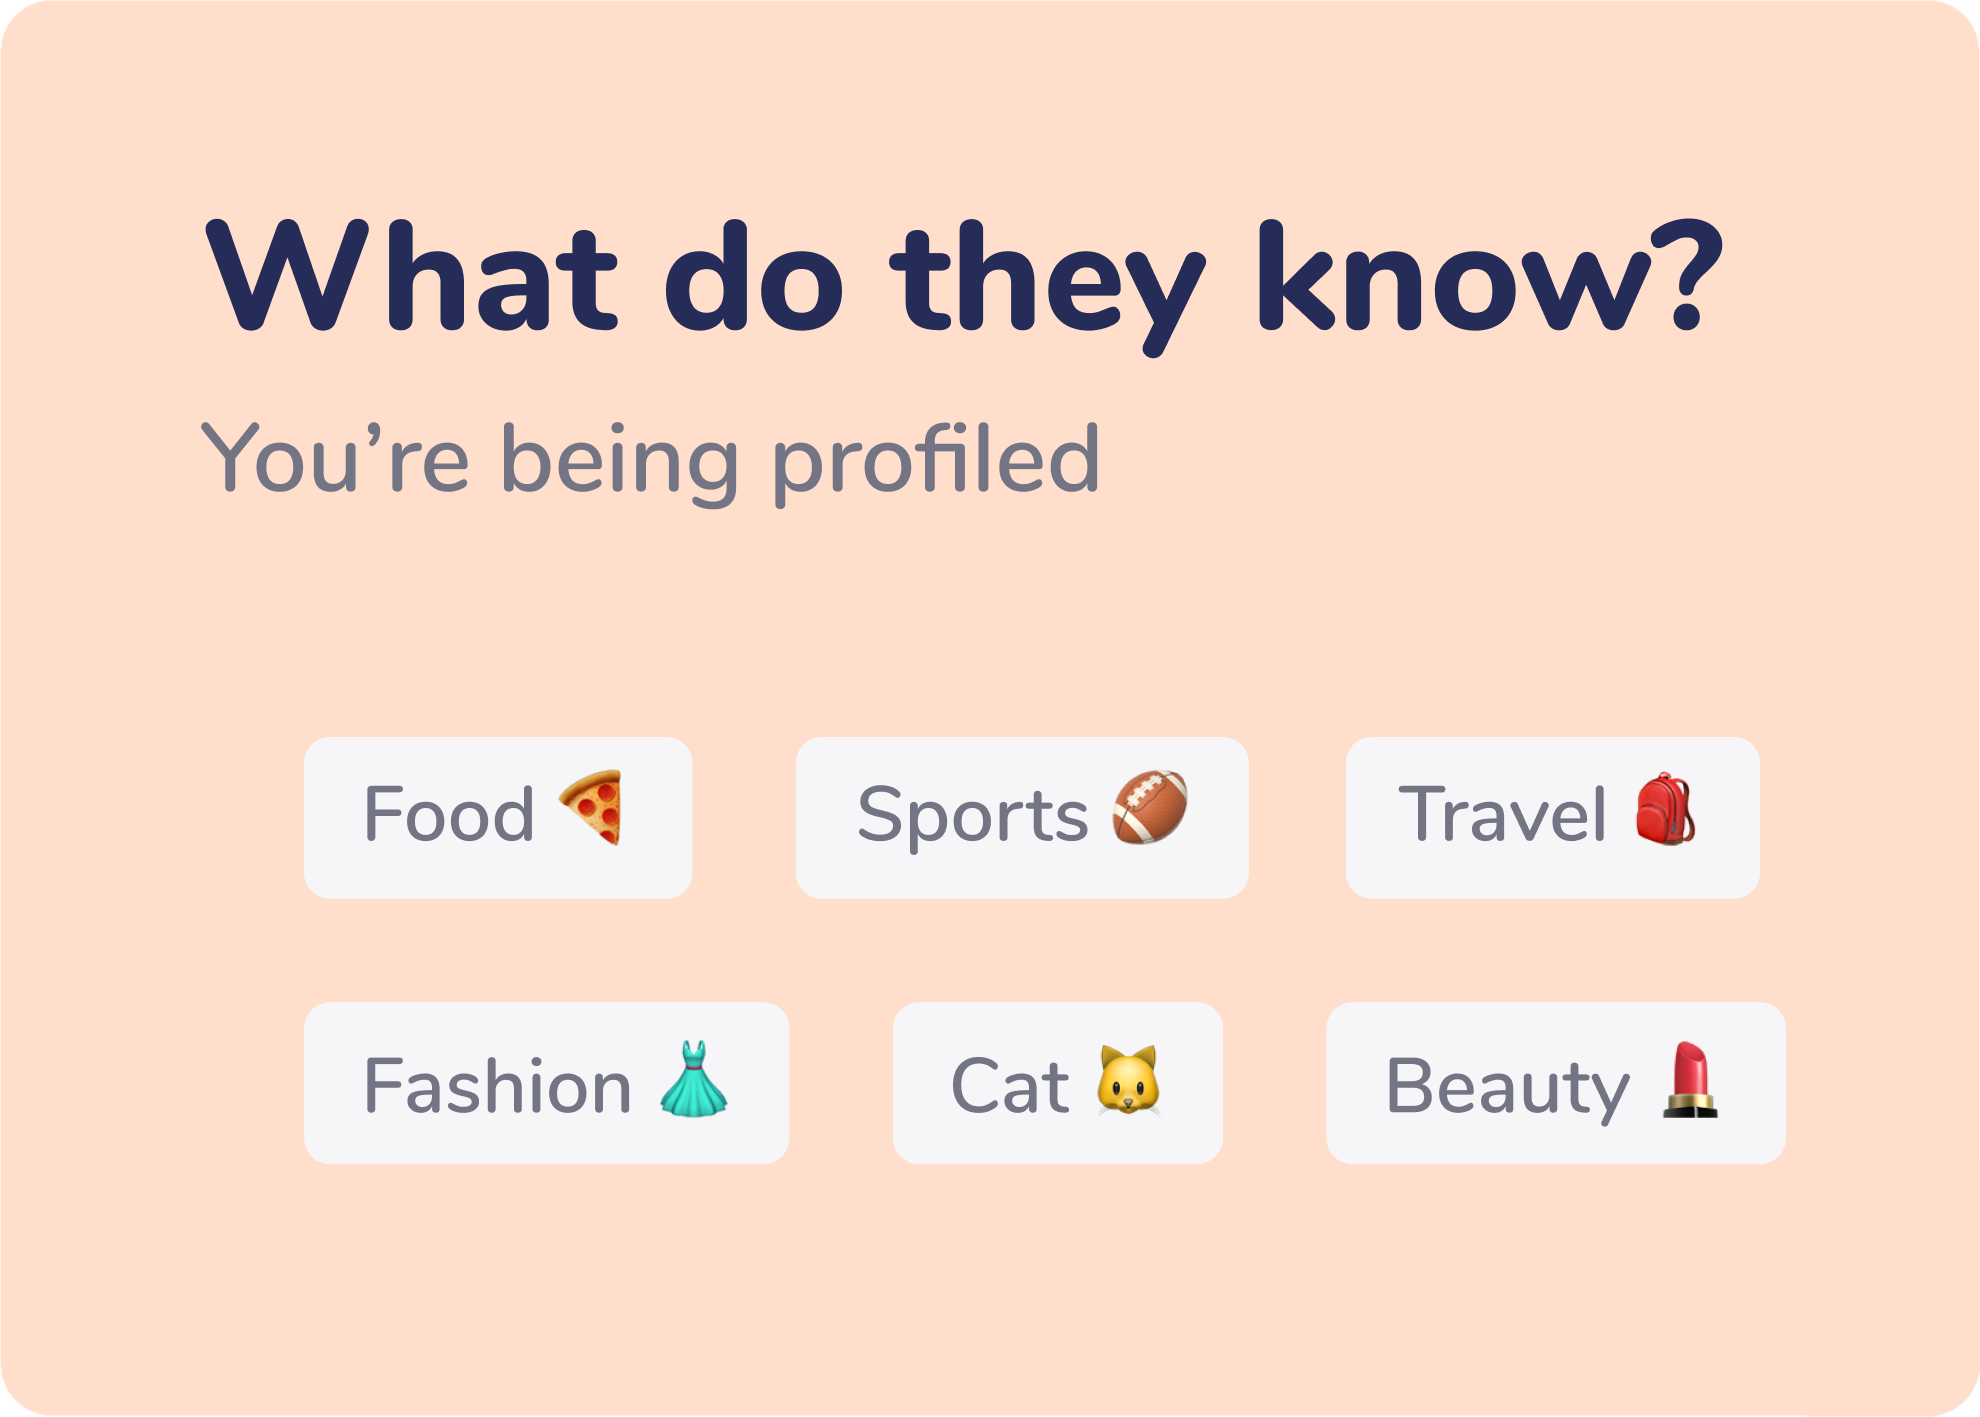 What do they know?
You’re being profiled
Food 🍕 Sports 🏈 Travel 🎒
Fashion 👗 Cat 🐱 Beauty 💄